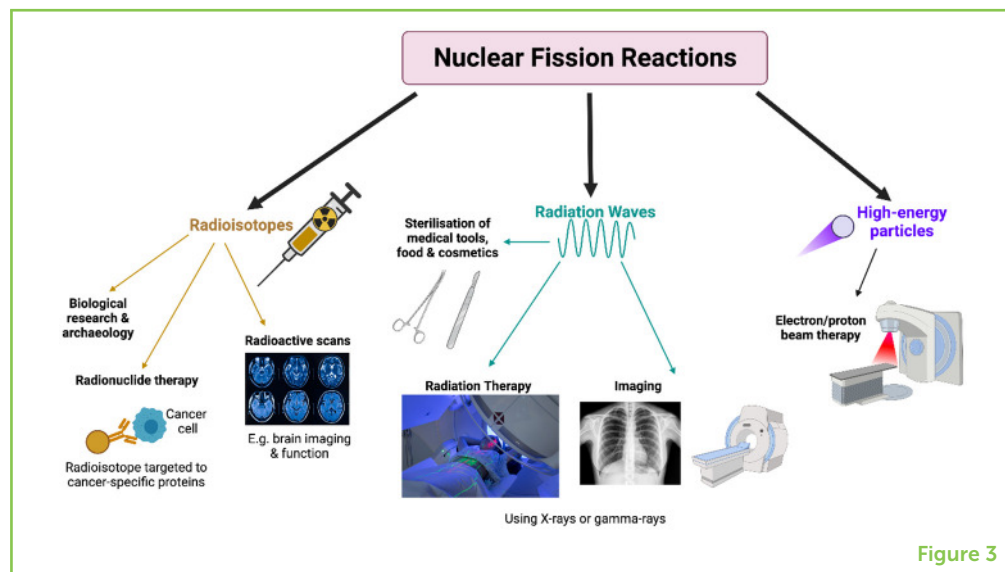 Nuclear Fission Reactions
Radioisotopes
Biological
research &
archaeology
Radionuclide therapy
Cancer
cell
Radioisotope targeted to
cancer-specific proteins
Radioactive scans
E.g. brain imaging
& function
Radiation Waves
Sterilisation of
medical tools,
food & cosmetics
Radiation Therapy
Imaging
Using X-rays or gamma-rays
High-energy
particles
Electron/proton
beam therapy
Figure 3